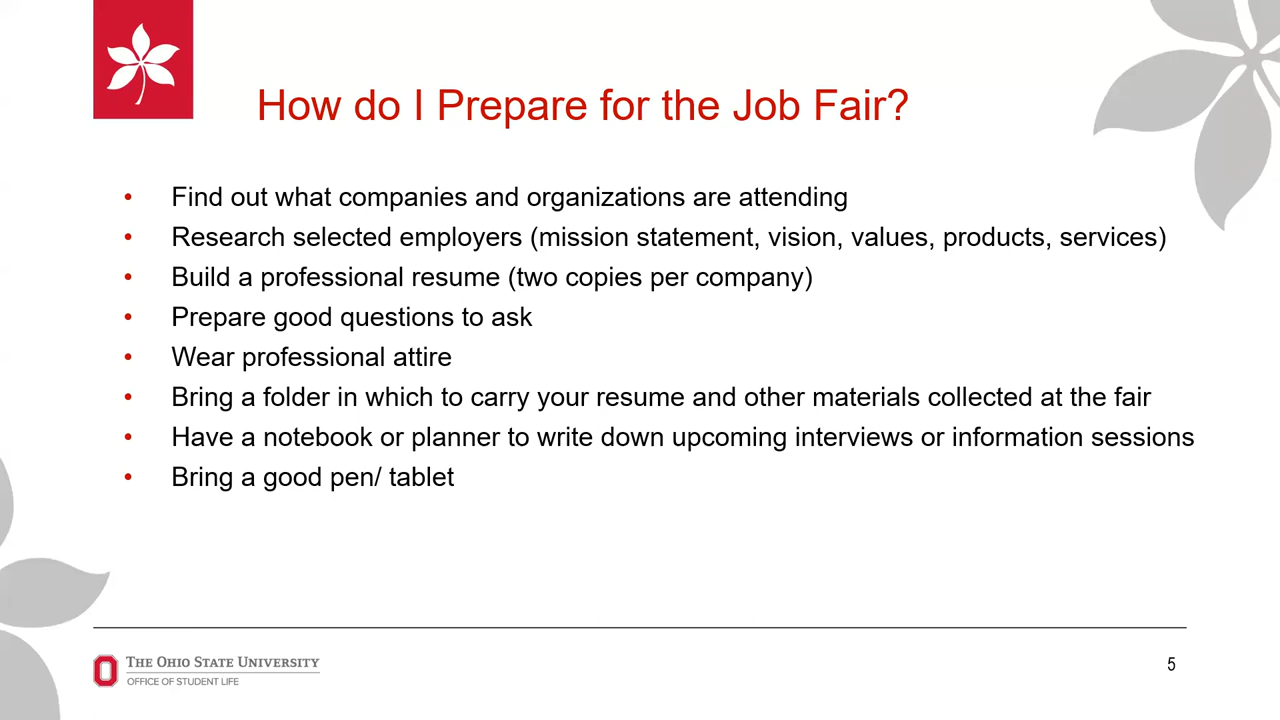 How do I Prepare for the Job Fair?
• Find out what companies and organizations are attending
• Research selected employers (mission statement, vision, values, products, services)
• Build a professional resume (two copies per company)
• Prepare good questions to ask
• Wear professional attire
• Bring a folder in which to carry your resume and other materials collected at the fair
• Have a notebook or planner to write down upcoming interviews or information sessions
• Bring a good pen/ tablet
THE OHIO STATE UNIVERSITY
OFFICE OF STUDENT LIFE
5